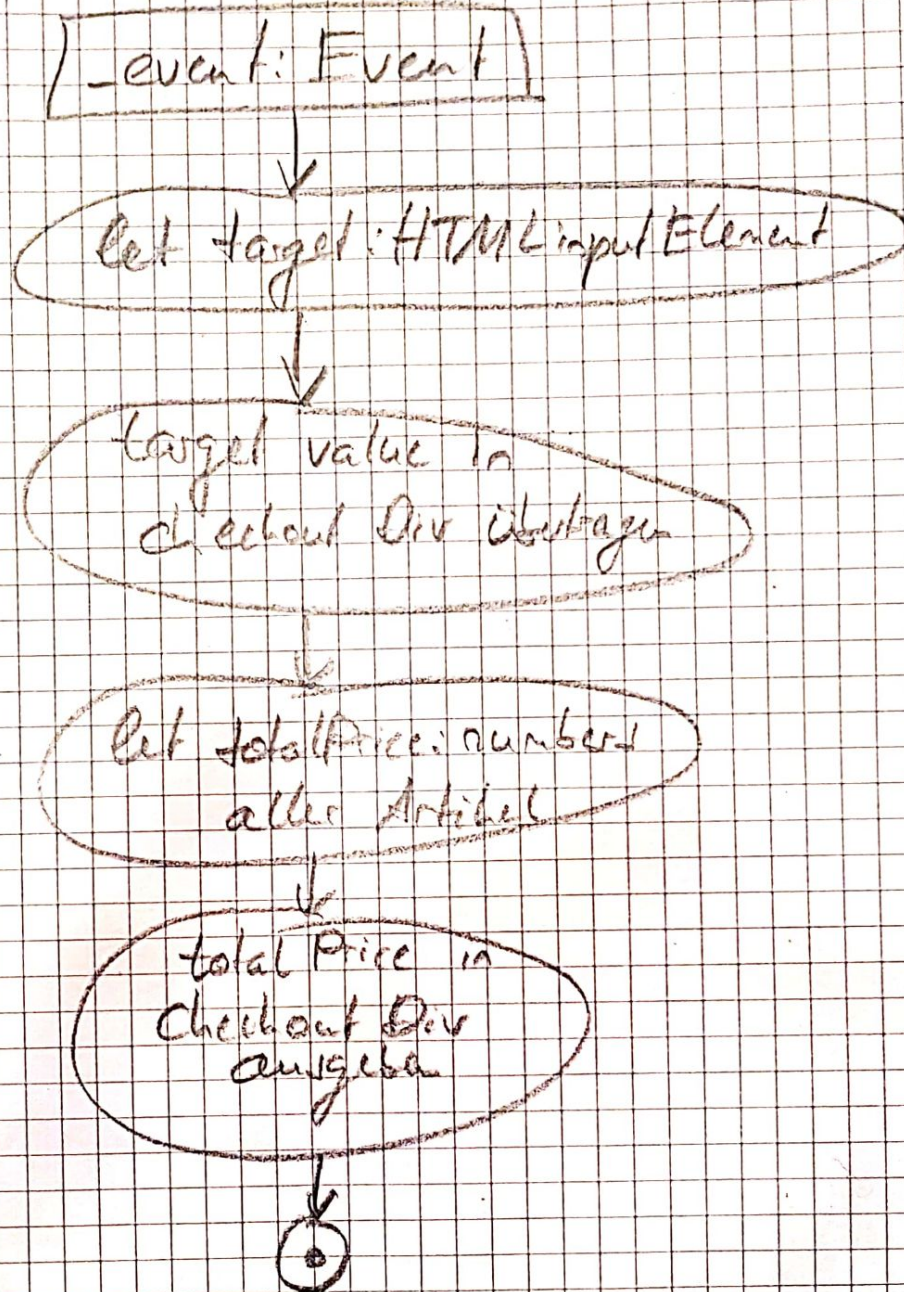 _event: Event
let target: HTMLinputElement
target value in
checkout Div übertragen
let totalPrice: number
aller Artikel
total Price in
Checkout Div
ausgeben